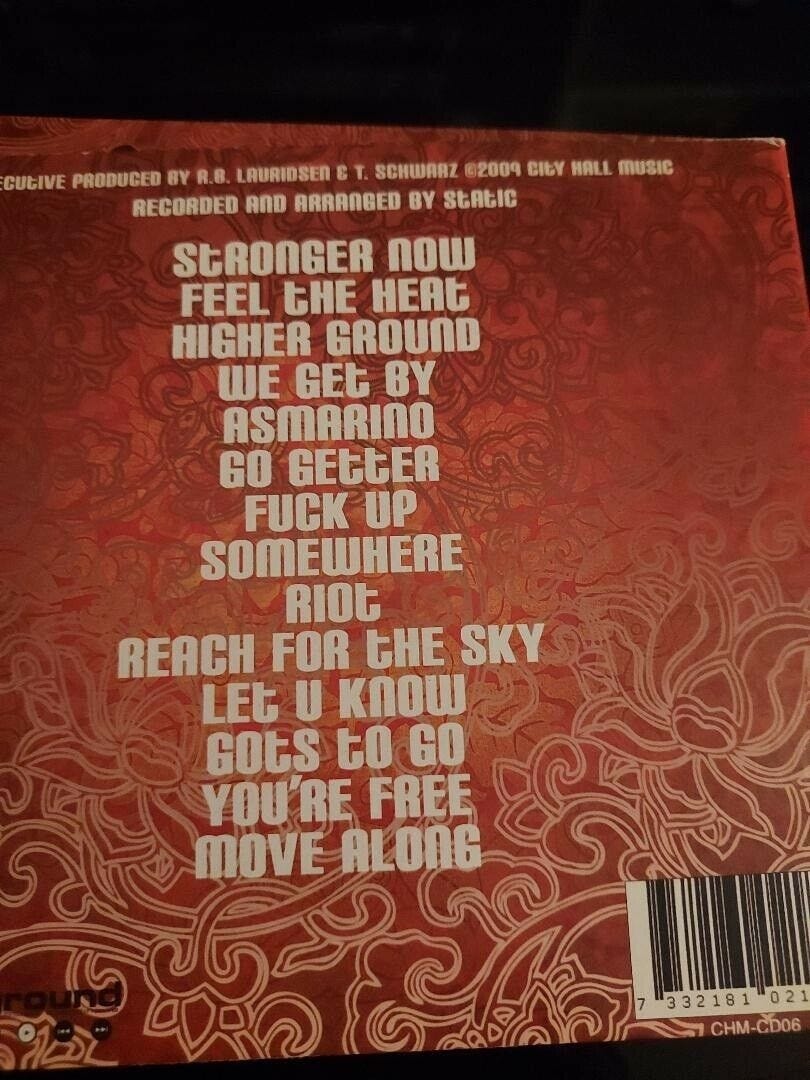 ECUTIVE PRODUCED BY R.B. LAURIDSEN & T. SCHWARZ ©2009 CITY HALL MUSIC
RECORDED AND ARRANGED BY STATIC
STRONGER NOW
FEEL THE HEAT
HIGHER GROUND
WE GET BY
ASMARINO
GO GETTER
FUCK UP
SOMEWHERE
RIOT
REACH FOR THE SKY
LET U KNOW
GOTS TO GO
YOU'RE FREE
MOVE ALONG
round
7 332181 021
CHM-CD06